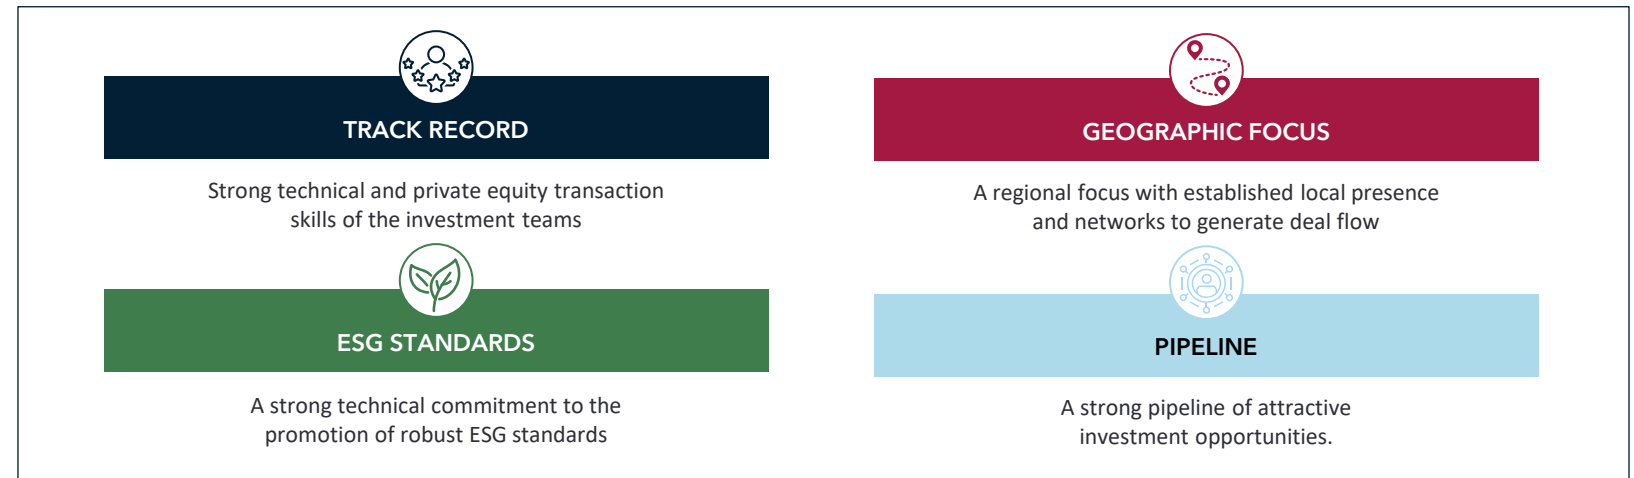 TRACK RECORD
Strong technical and private equity transaction
skills of the investment teams
GEOGRAPHIC FOCUS
A regional focus with established local presence
and networks to generate deal flow
ESG STANDARDS
A strong technical commitment to the
promotion of robust ESG standards
PIPELINE
A strong pipeline of attractive
investment opportunities.